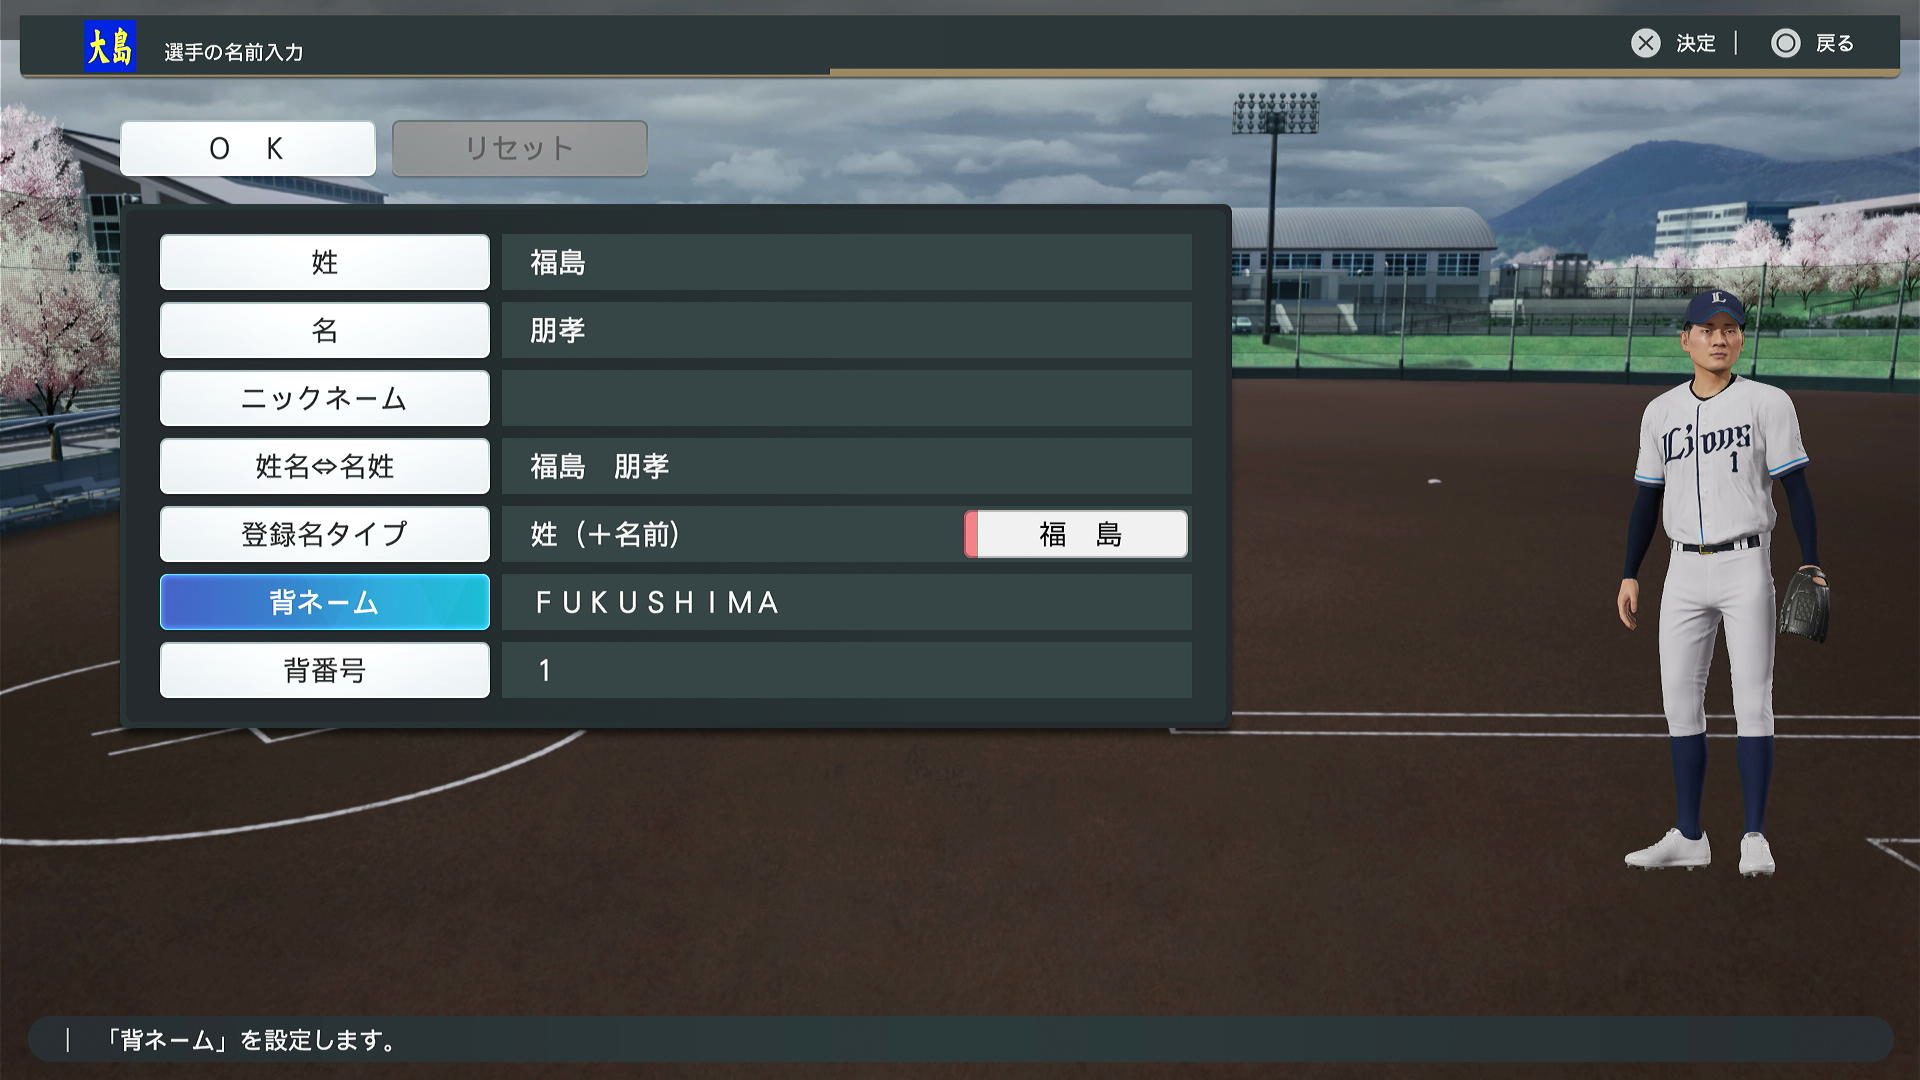 大島 選手の名前入力 決定 | 戻る
O K リセット
姓 福島
名 朋孝
ニックネーム
姓名⇔名姓 福島 朋孝
登録名タイプ 姓（＋名前） 福 島
背ネーム FUKUSHIMA
背番号 1
L
Lions
1
｜ 「背ネーム」を設定します。